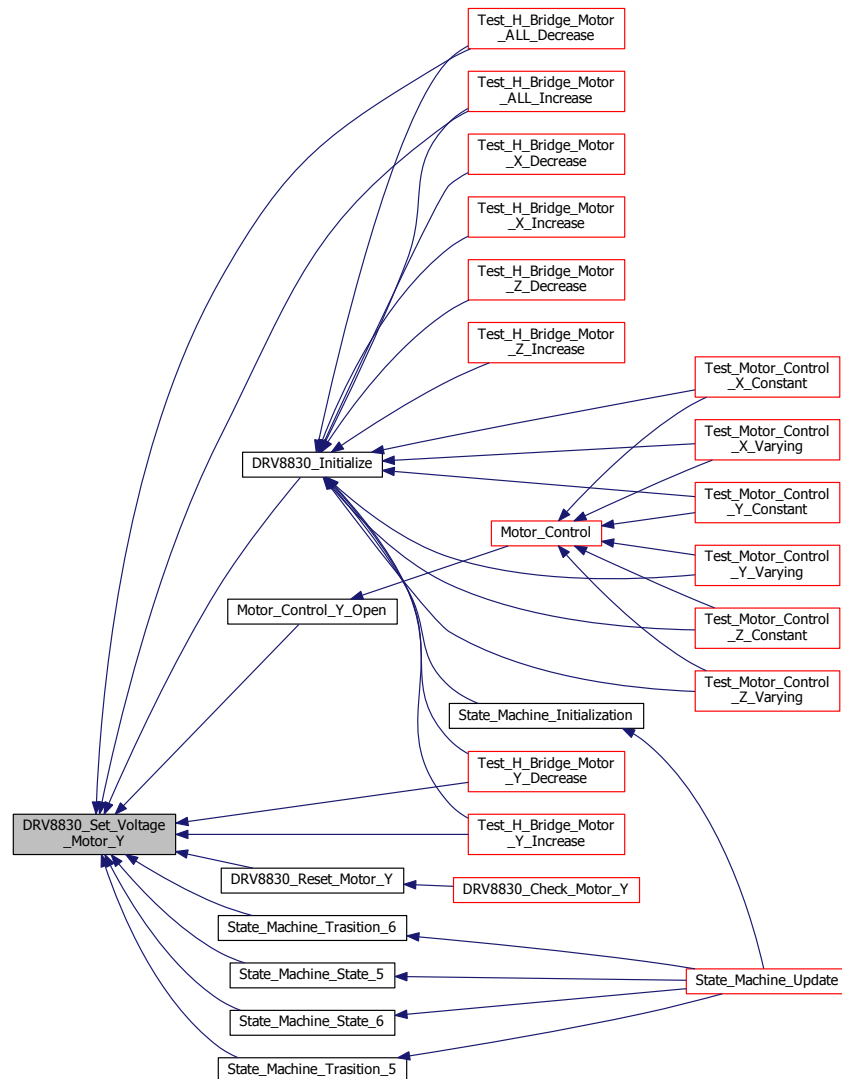 Test_H_Bridge_Motor
_ALL_Decrease
Test_H_Bridge_Motor
_ALL_Increase
Test_H_Bridge_Motor
_X_Decrease
Test_H_Bridge_Motor
_X_Increase
Test_H_Bridge_Motor
_Z_Decrease
Test_H_Bridge_Motor
_Z_Increase
Test_Motor_Control
_X_Constant
Test_Motor_Control
_X_Varying
DRV8830_Initialize
Test_Motor_Control
_Y_Constant
Motor_Control
Test_Motor_Control
_Y_Varying
Motor_Control_Y_Open
Test_Motor_Control
_Z_Constant
Test_Motor_Control
_Z_Varying
State_Machine_Initialization
Test_H_Bridge_Motor
_Y_Decrease
DRV8830_Set_Voltage
_Motor_Y
Test_H_Bridge_Motor
_Y_Increase
DRV8830_Reset_Motor_Y
DRV8830_Check_Motor_Y
State_Machine_Trasition_6
State_Machine_State_5
State_Machine_Update
State_Machine_State_6
State_Machine_Trasition_5